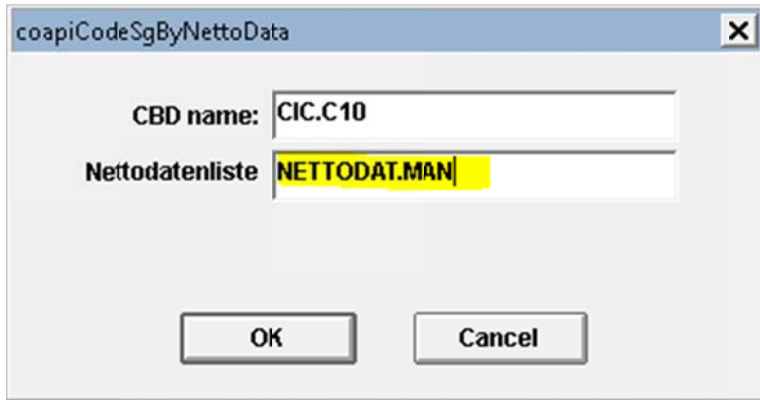 coapiCodeSgByNettoData
CBD name: CIC.C10
Nettodatenliste NETTODAT.MAN
OK Cancel